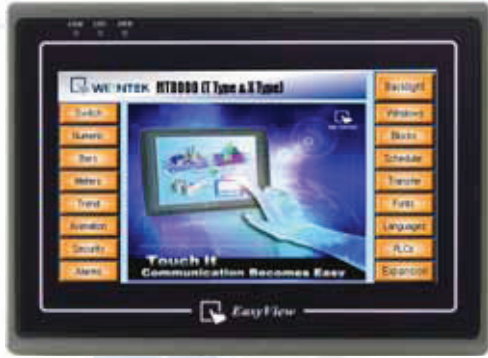 WEINTEK MT8000 (T Type & X Type)
Backlight
Switch
Windows
Numeric
Blocks
Bars
Scheduler
Meters
Transfer
Trend
Fonts
Animation
Languages
Security
PLCs
Alarms
Expansion
Touch It
Communication Becomes Easy
EasyView